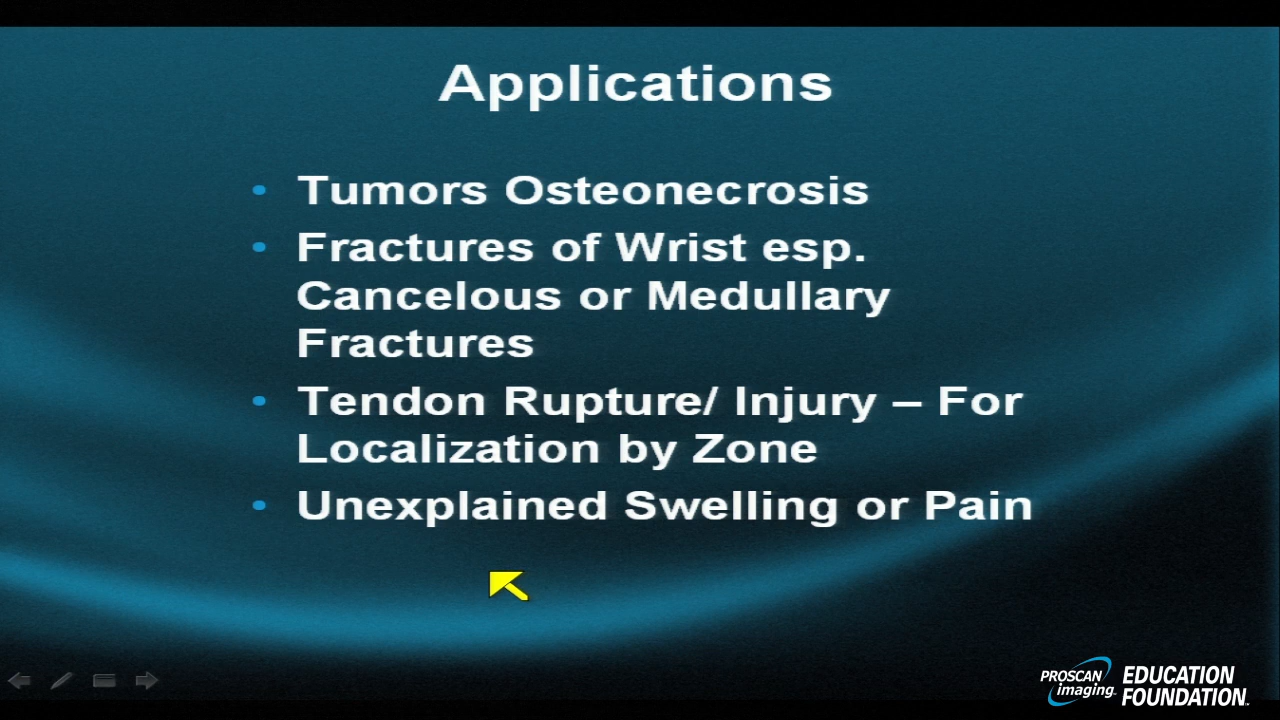 Applications
• Tumors Osteonecrosis
• Fractures of Wrist esp.
Cancelous or Medullary
Fractures
• Tendon Rupture/ Injury – For
Localization by Zone
• Unexplained Swelling or Pain
PROSCAN
imaging
EDUCATION
FOUNDATION